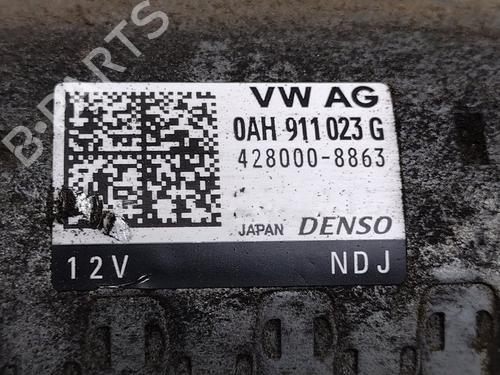 B-PARTS
VW AG
0AH 911 023 G
428000-8863
JAPAN DENSO
12V NDJ